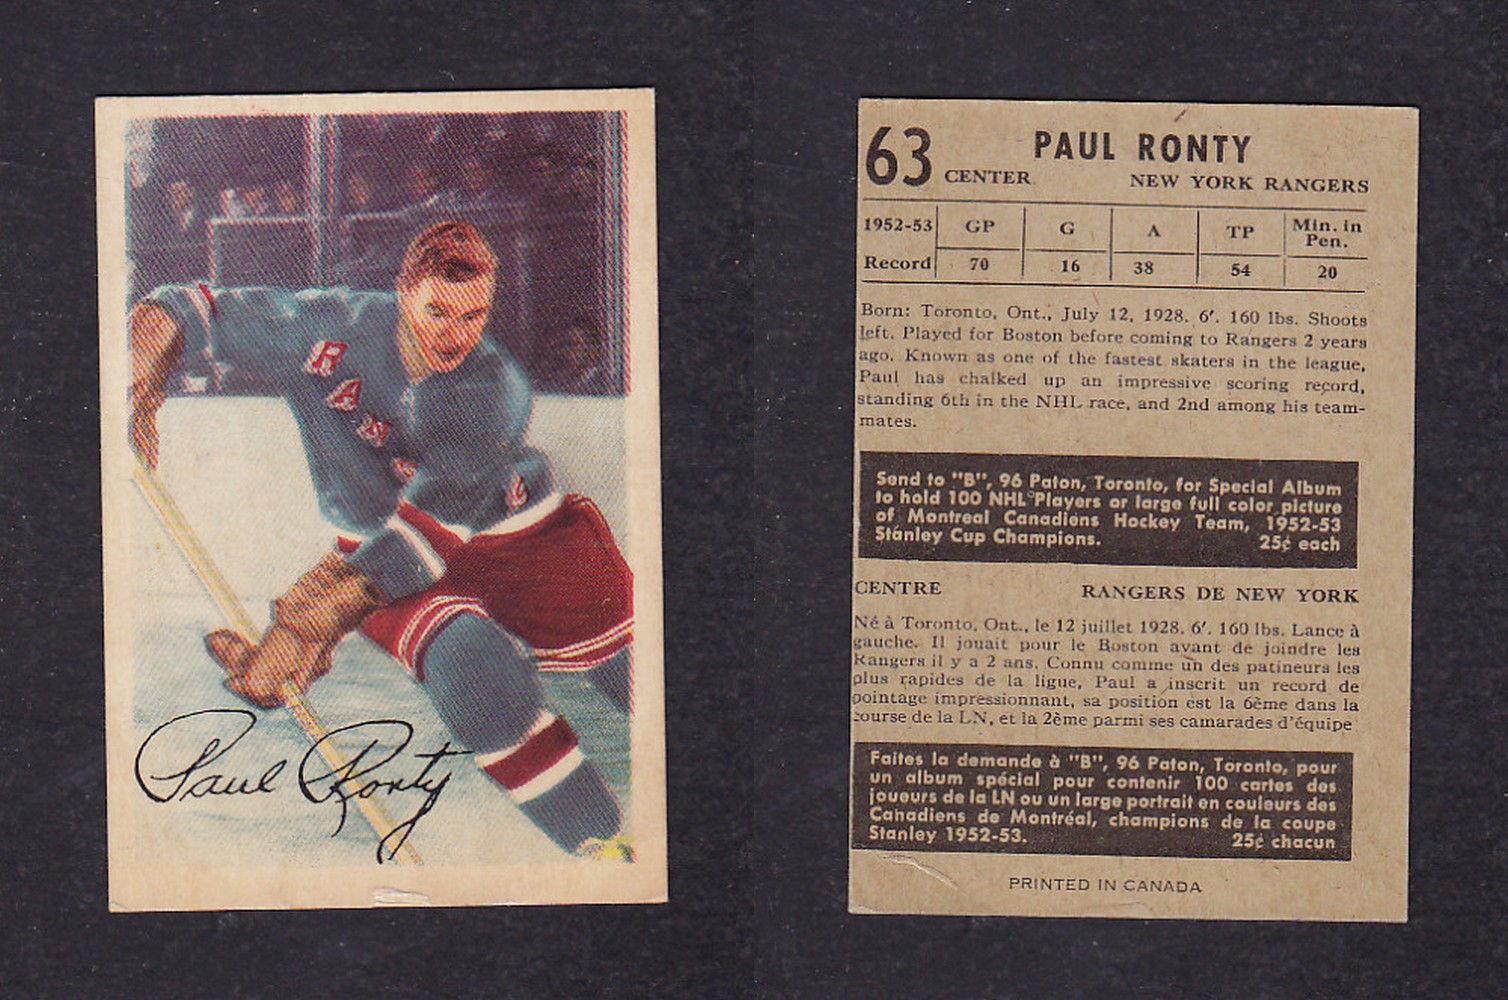 RANG
Paul Ronty
63 CENTER
PAUL RONTY
NEW YORK RANGERS
1952-53 GP G A TP Min. in Pen.
Record 70 16 38 54 20
Born: Toronto, Ont., July 12, 1928. 6'. 160 lbs. Shoots
left. Played for Boston before coming to Rangers 2 years
ago. Known as one of the fastest skaters in the league,
Paul has chalked up an impressive scoring record,
standing 6th in the NHL race, and 2nd among his team-
mates.
Send to "B", 96 Paton, Toronto, for Special Album
to hold 100 NHL Players or large full color picture
of Montreal Canadiens Hockey Team, 1952-53
Stanley Cup Champions. 25¢ each
CENTRE RANGERS DE NEW YORK
Né à Toronto, Ont., le 12 juillet 1928. 6'. 160 lbs. Lance à
gauche. Il jouait pour le Boston avant de joindre les
Rangers il y a 2 ans. Connu comme un des patineurs les
plus rapides de la ligue, Paul a inscrit un record de
pointage impressionnant, sa position est la 6ème dans la
course de la LN, et la 2ème parmi ses camarades d'équipe
Faites la demande à "B", 96 Paton, Toronto, pour
un album spécial pour contenir 100 cartes des
joueurs de la LN ou un large portrait en couleurs des
Canadiens de Montréal, champions de la coupe
Stanley 1952-53. 25¢ chacun
PRINTED IN CANADA